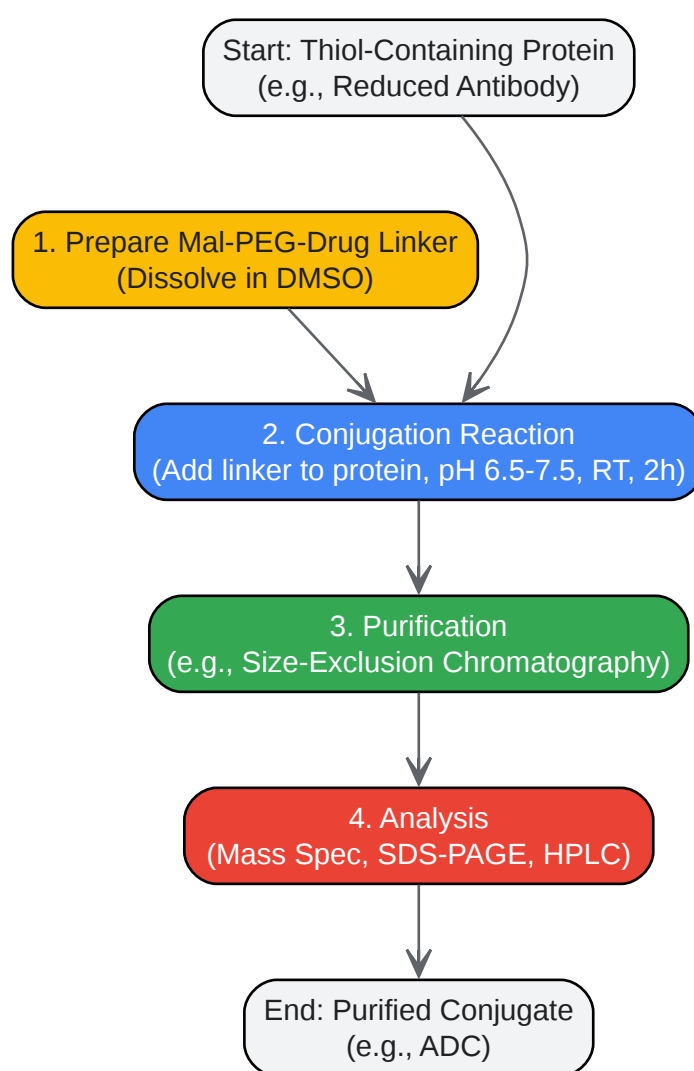 Start: Thiol-Containing Protein
(e.g., Reduced Antibody)
1. Prepare Mal-PEG-Drug Linker
(Dissolve in DMSO)
2. Conjugation Reaction
(Add linker to protein, pH 6.5-7.5, RT, 2h)
3. Purification
(e.g., Size-Exclusion Chromatography)
4. Analysis
(Mass Spec, SDS-PAGE, HPLC)
End: Purified Conjugate
(e.g., ADC)